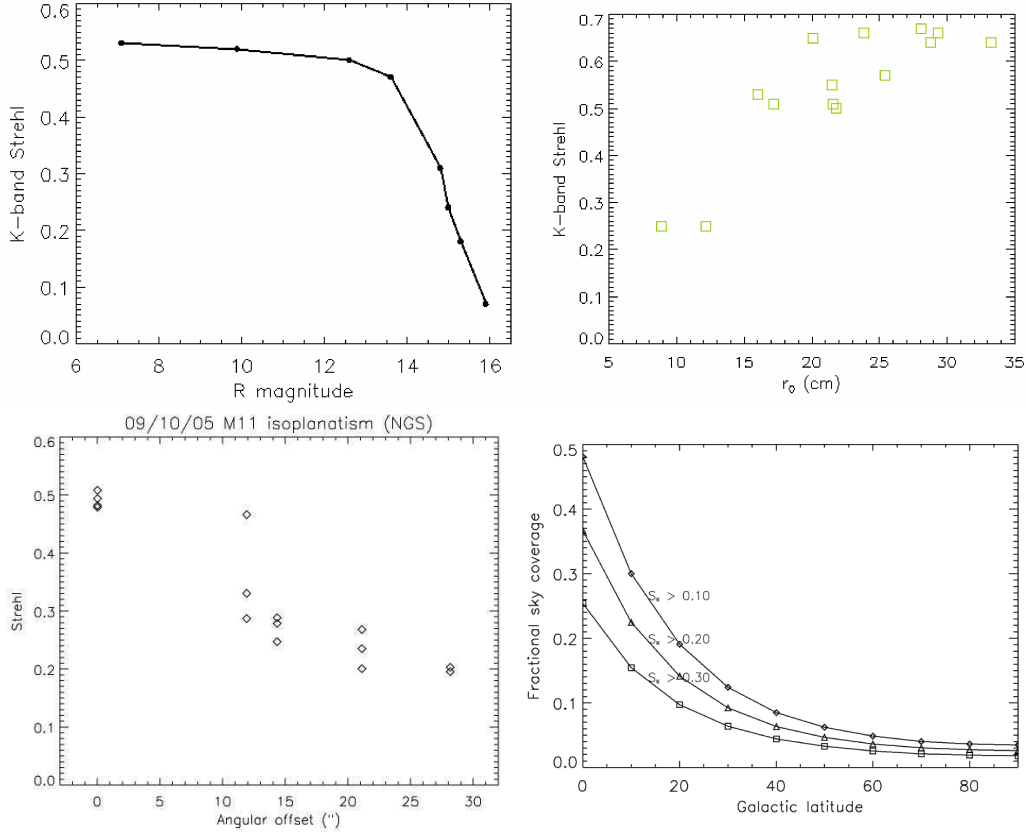 0.6
0.5
0.4
0.3
0.2
0.1
0.0
K-band Strehl
6 8 10 12 14 16
R magnitude
0.7
0.6
0.5
0.4
0.3
0.2
0.1
0.0
K-band Strehl
5 10 15 20 25 30 35
r₀ (cm)
09/10/05 M11 isoplanatism (NGS)
0.6
0.5
0.4
0.3
0.2
0.1
0.0
Strehl
0 5 10 15 20 25 30
Angular offset (")
0.5
0.4
0.3
0.2
0.1
0.0
Fractional sky coverage
S > 0.10
S > 0.20
S > 0.30
0 20 40 60 80
Galactic latitude